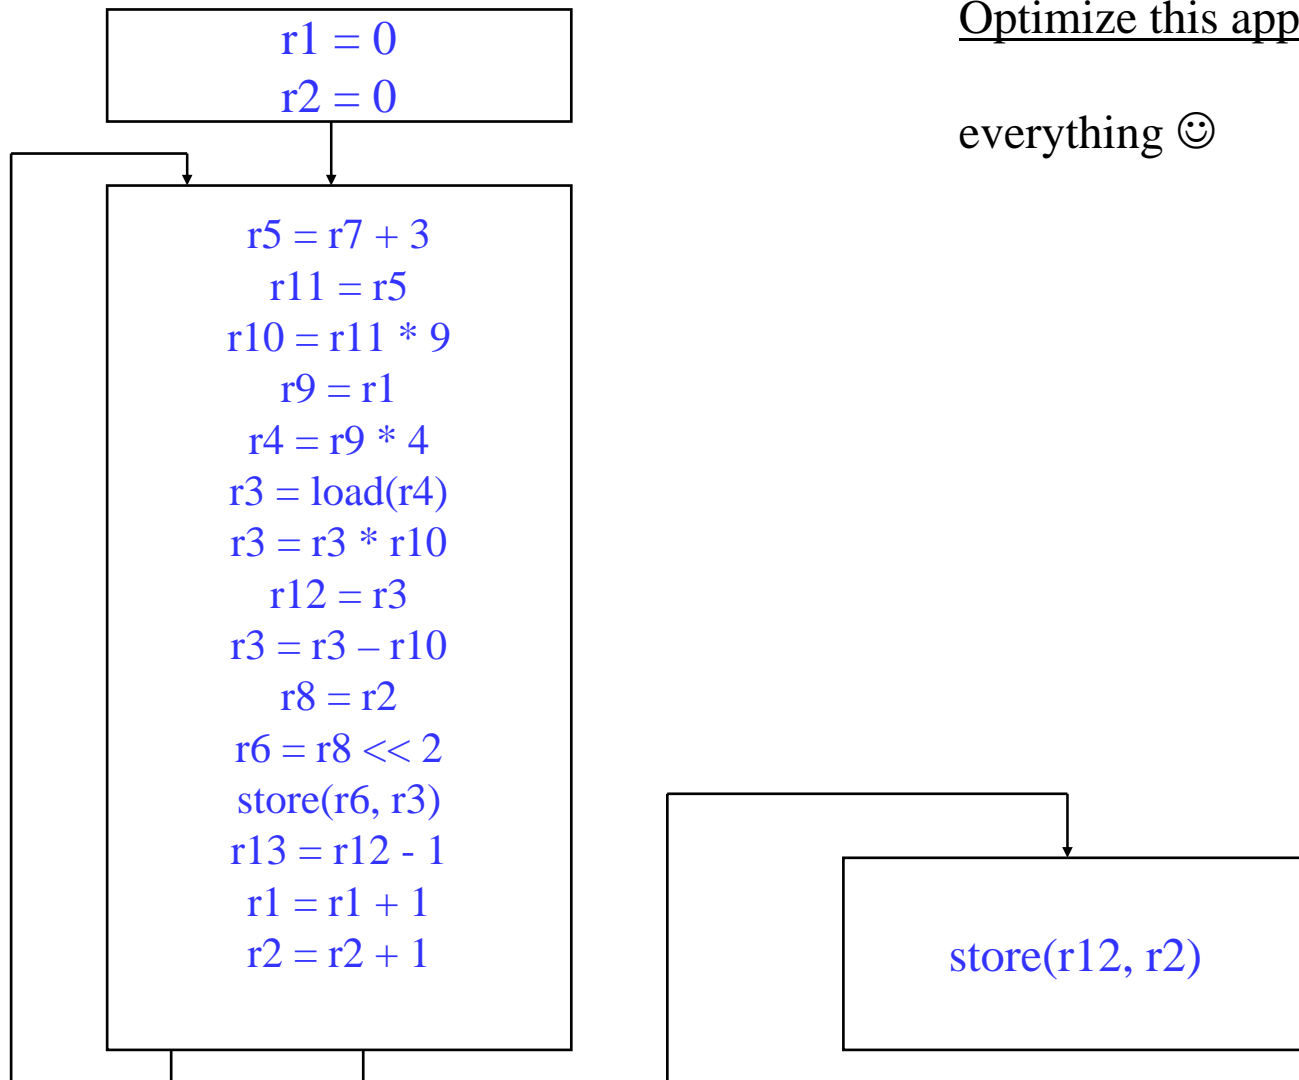 r1 = 0
r2 = 0
Optimize this app
everything ☺
r5 = r7 + 3
r11 = r5
r10 = r11 * 9
r9 = r1
r4 = r9 * 4
r3 = load(r4)
r3 = r3 * r10
r12 = r3
r3 = r3 – r10
r8 = r2
r6 = r8 << 2
store(r6, r3)
r13 = r12 - 1
r1 = r1 + 1
r2 = r2 + 1
store(r12, r2)